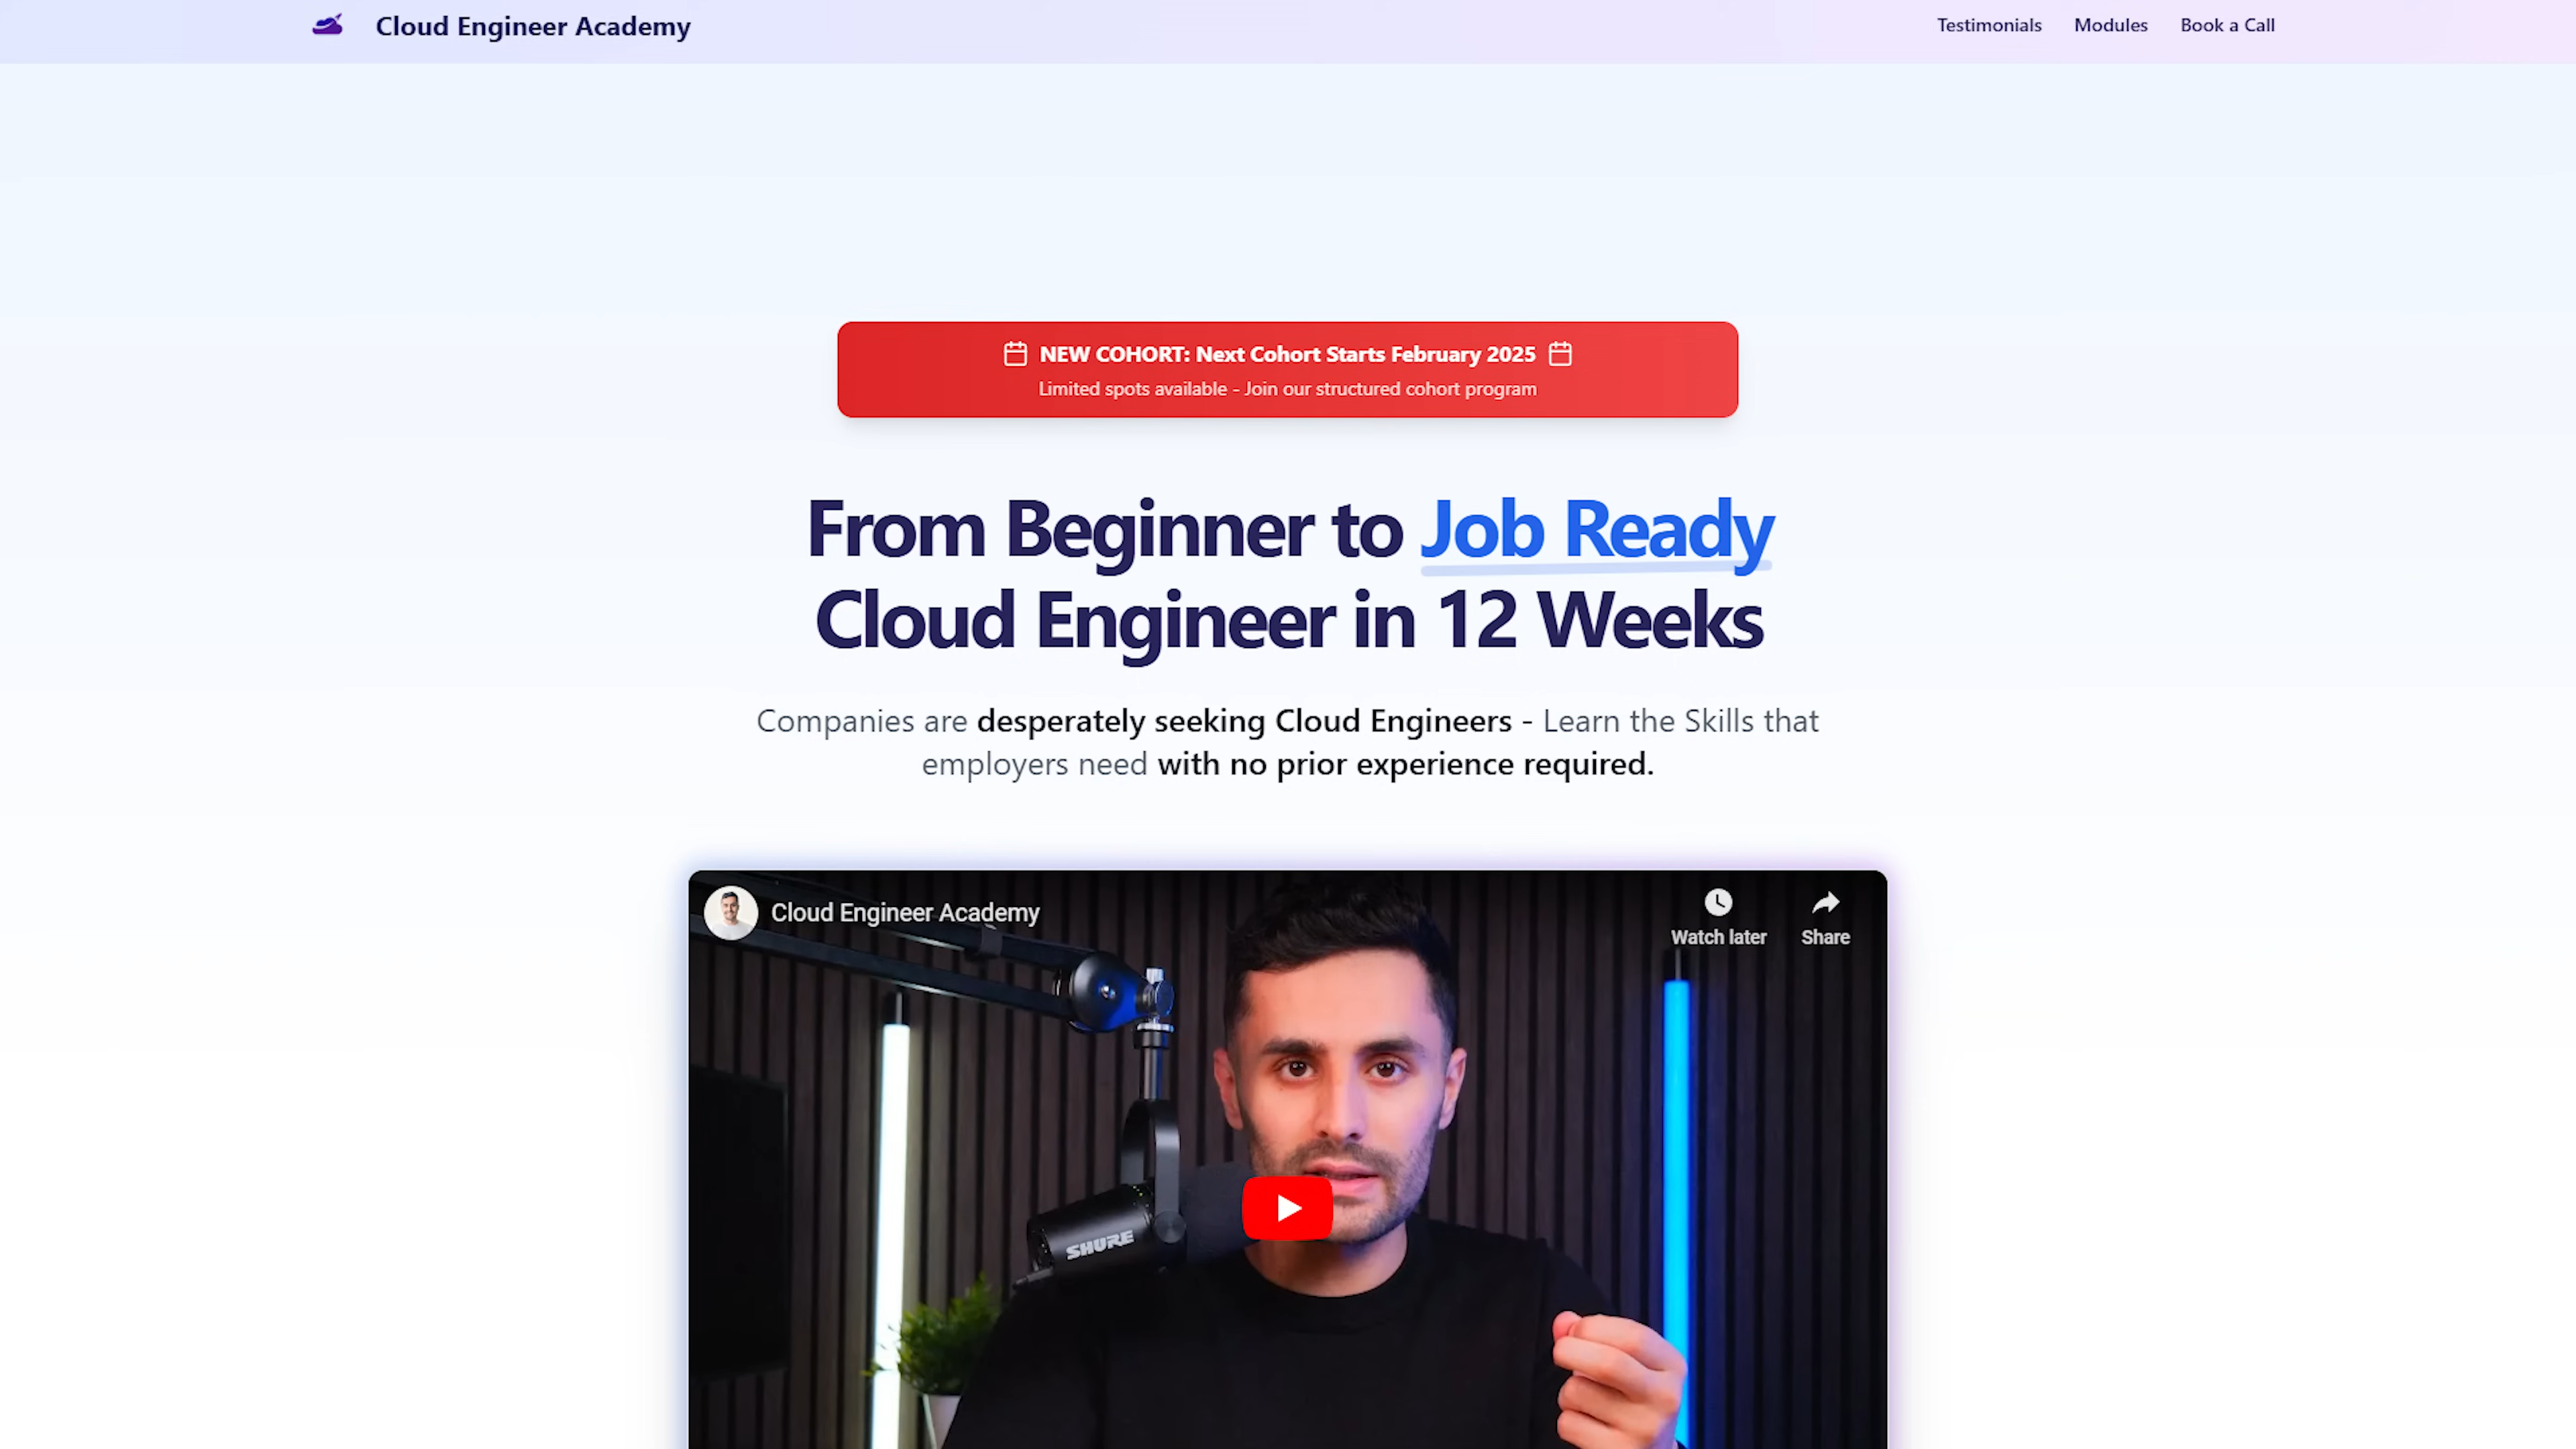 Cloud Engineer Academy
Testimonials Modules Book a Call
NEW COHORT: Next Cohort Starts February 2025
Limited spots available - Join our structured cohort program
From Beginner to Job Ready
Cloud Engineer in 12 Weeks
Companies are desperately seeking Cloud Engineers - Learn the Skills that
employers need with no prior experience required.
Cloud Engineer Academy
Watch later Share
SHURE